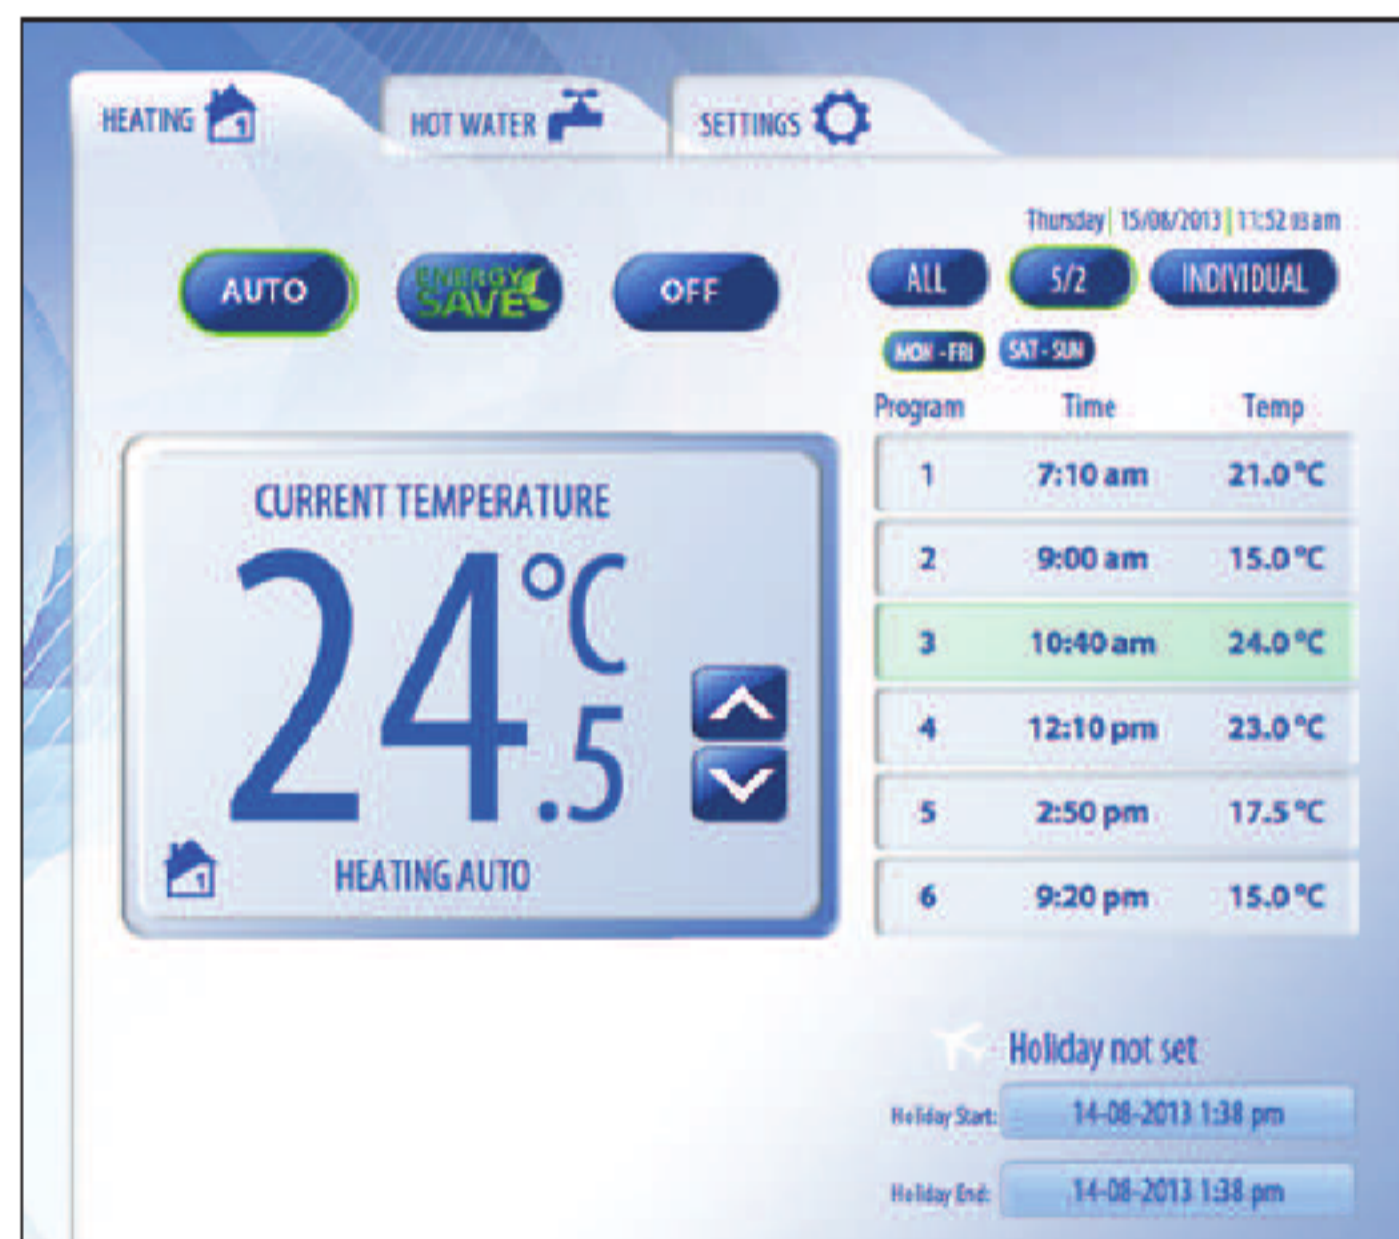 HEATING 1 HOT WATER SETTINGS
Thursday | 15/08/2013 | 11:52 03 am
AUTO ENERGY SAVE OFF
ALL 5/2 INDIVIDUAL
MON - FRI SAT - SUN
Program Time Temp
1 7:10 am 21.0 °C
2 9:00 am 15.0 °C
3 10:40 am 24.0 °C
4 12:10 pm 23.0 °C
5 2:50 pm 17.5 °C
6 9:20 pm 15.0 °C
CURRENT TEMPERATURE
24.5 °C
1 HEATING AUTO
Holiday not set
Holiday Start: 14-08-2013 1:38 pm
Holiday End: 14-08-2013 1:38 pm